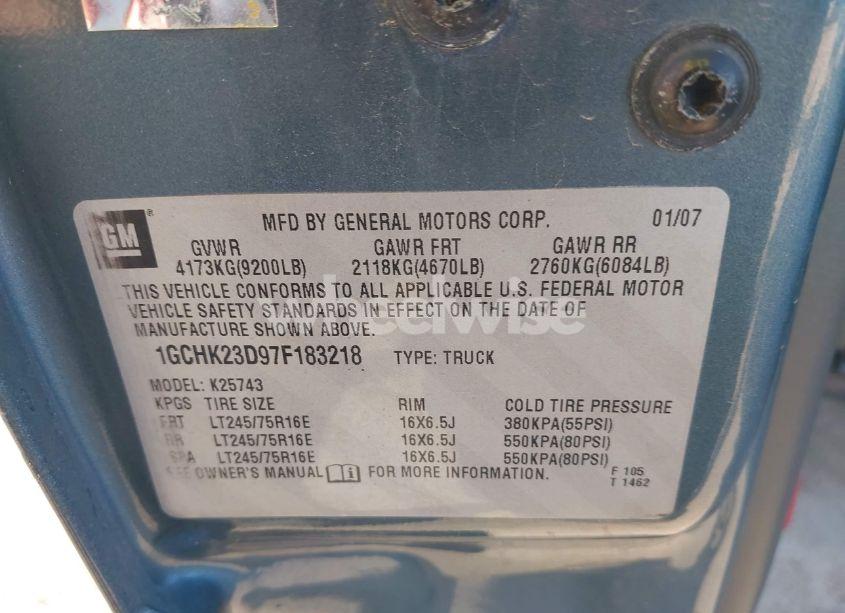 GM
MFD BY GENERAL MOTORS CORP. 01/07
GVWR GAWR FRT GAWR RR
4173KG(9200LB) 2118KG(4670LB) 2760KG(6084LB)
THIS VEHICLE CONFORMS TO ALL APPLICABLE U.S. FEDERAL MOTOR
VEHICLE SAFETY STANDARDS IN EFFECT ON THE DATE OF
MANUFACTURE SHOWN ABOVE.
wheelwise
1GCHK23D97F183218 TYPE: TRUCK
MODEL: K25743
KPGS TIRE SIZE RIM COLD TIRE PRESSURE
FRT LT245/75R16E 16X6.5J 380KPA(55PSI)
RR LT245/75R16E 16X6.5J 550KPA(80PSI)
SPA LT245/75R16E 16X6.5J 550KPA(80PSI)
SEE OWNER'S MANUAL FOR MORE INFORMATION. F 105
T 1462